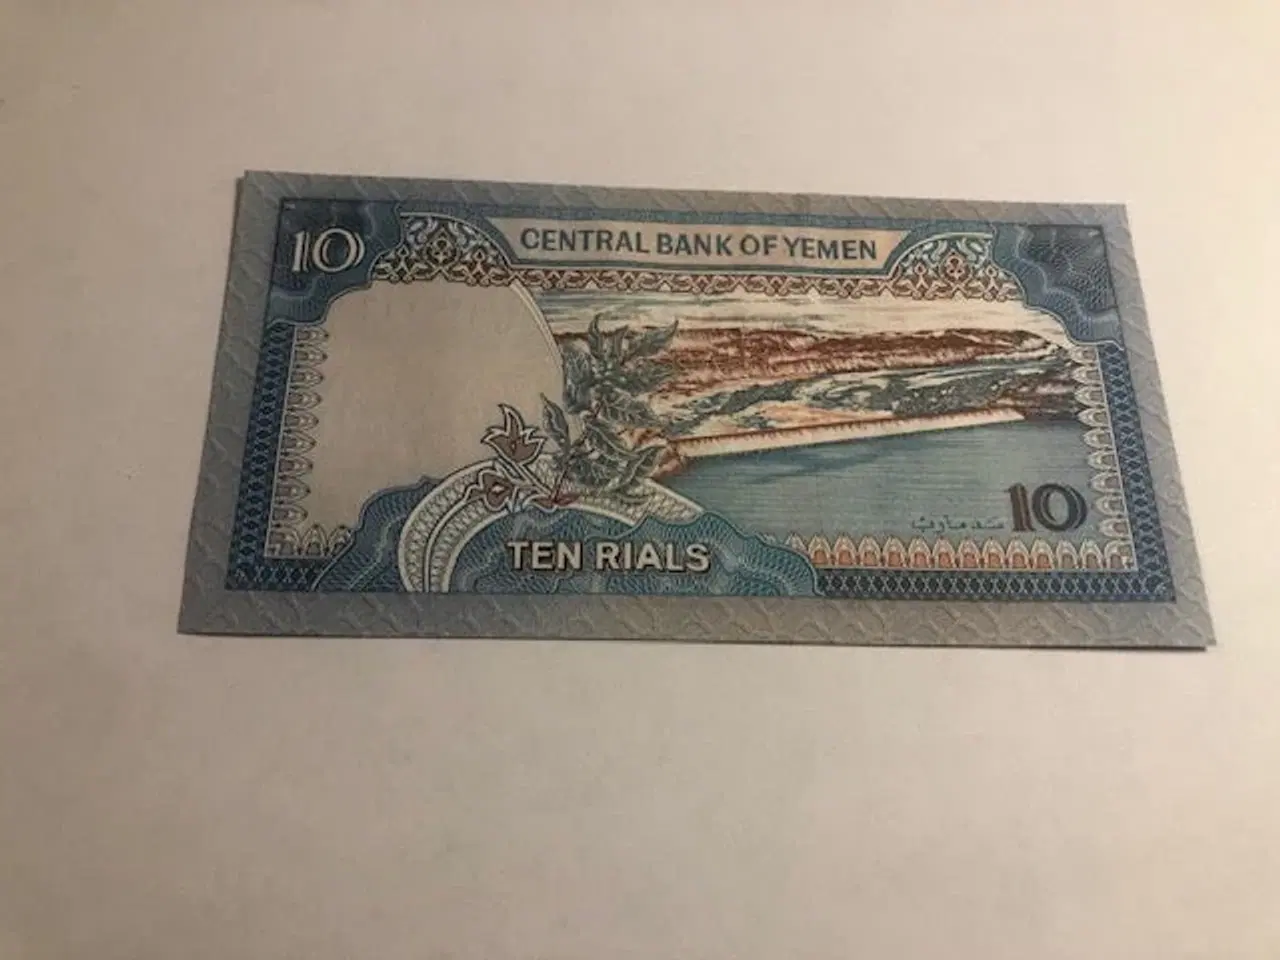 10
CENTRAL BANK OF YEMEN
سد مأرب
10
TEN RIALS